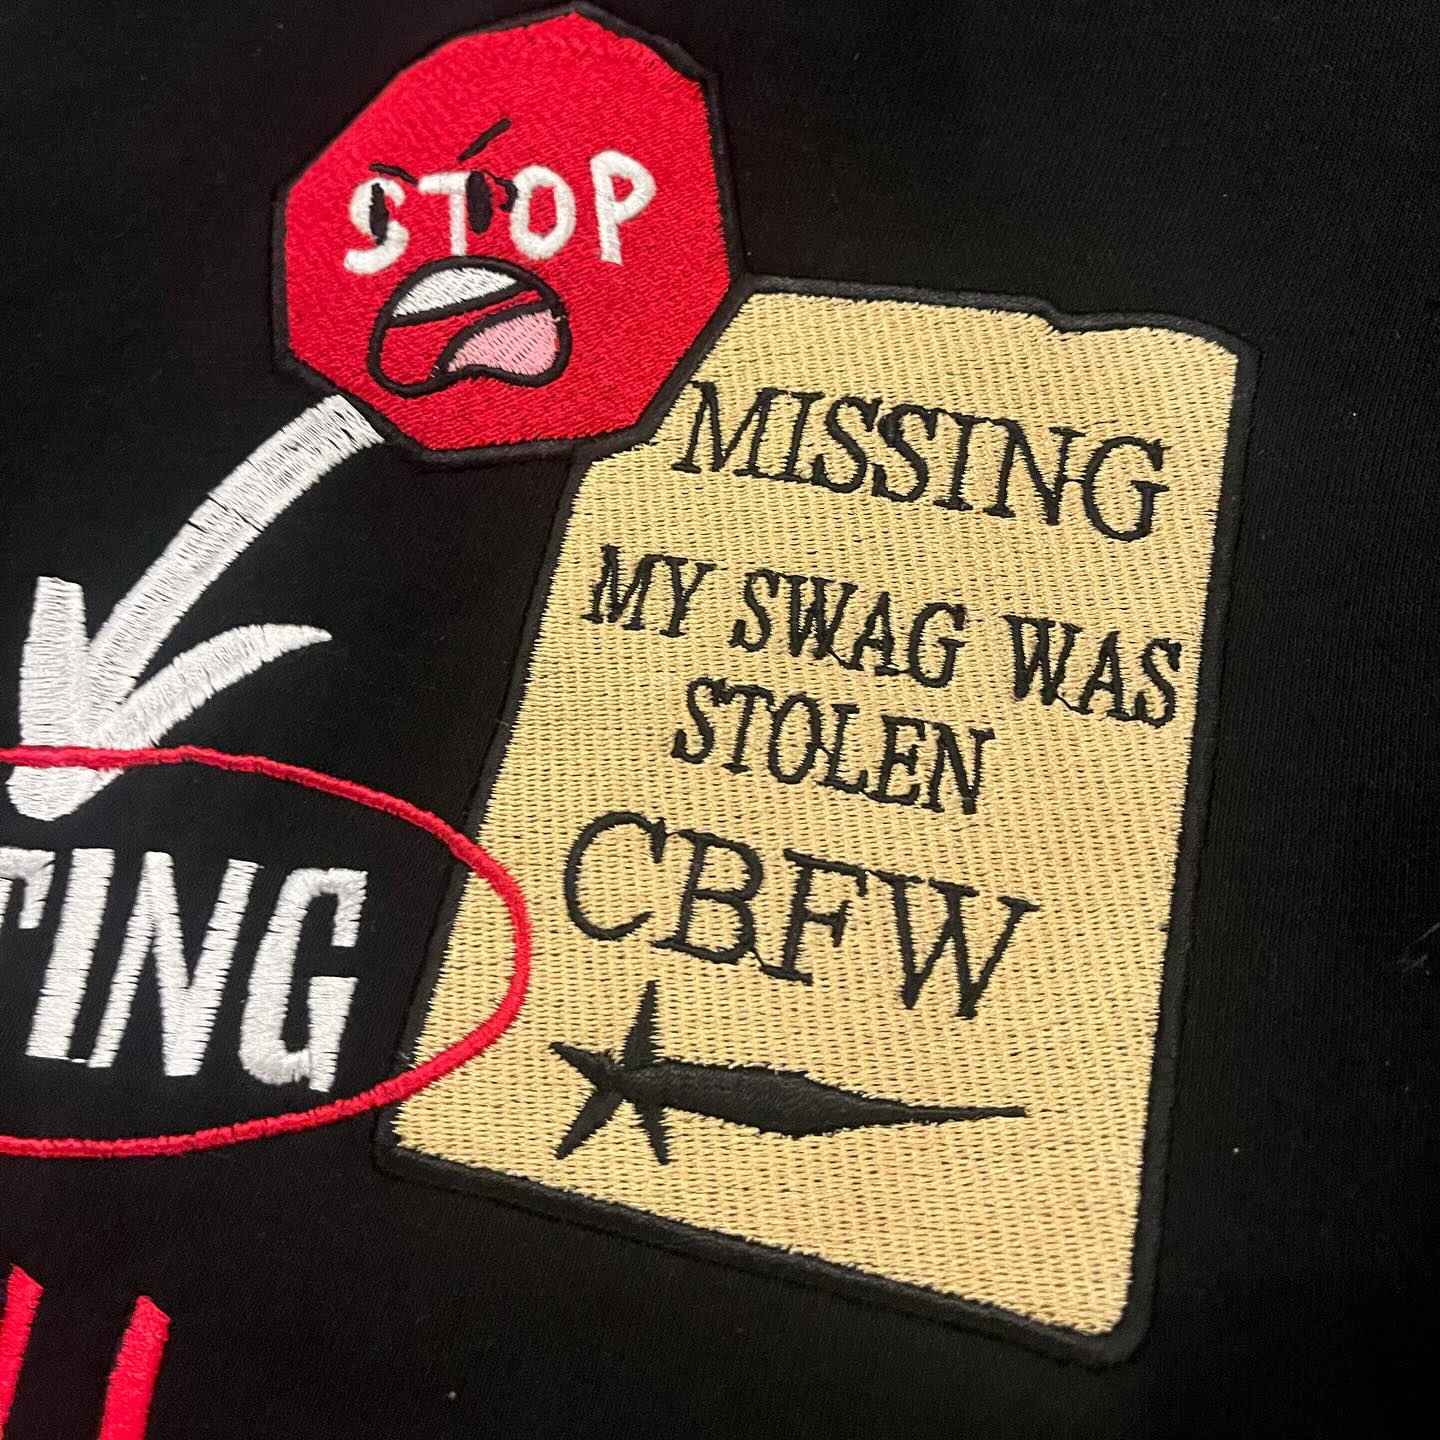 STOP
MISSING
MY SWAG WAS
STOLEN
CBFW
TING